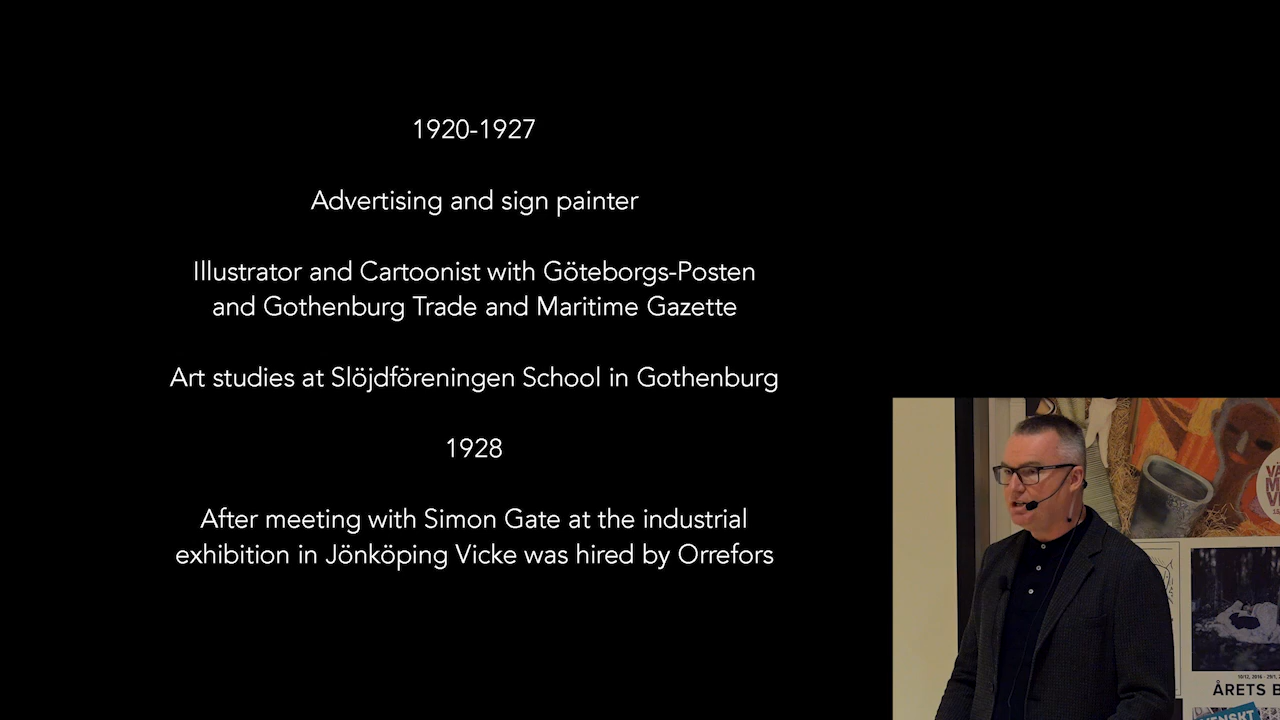 1920-1927
Advertising and sign painter
Illustrator and Cartoonist with Göteborgs-Posten
and Gothenburg Trade and Maritime Gazette
Art studies at Slöjdföreningen School in Gothenburg
1928
After meeting with Simon Gate at the industrial
exhibition in Jönköping Vicke was hired by Orrefors
ÅRETS B